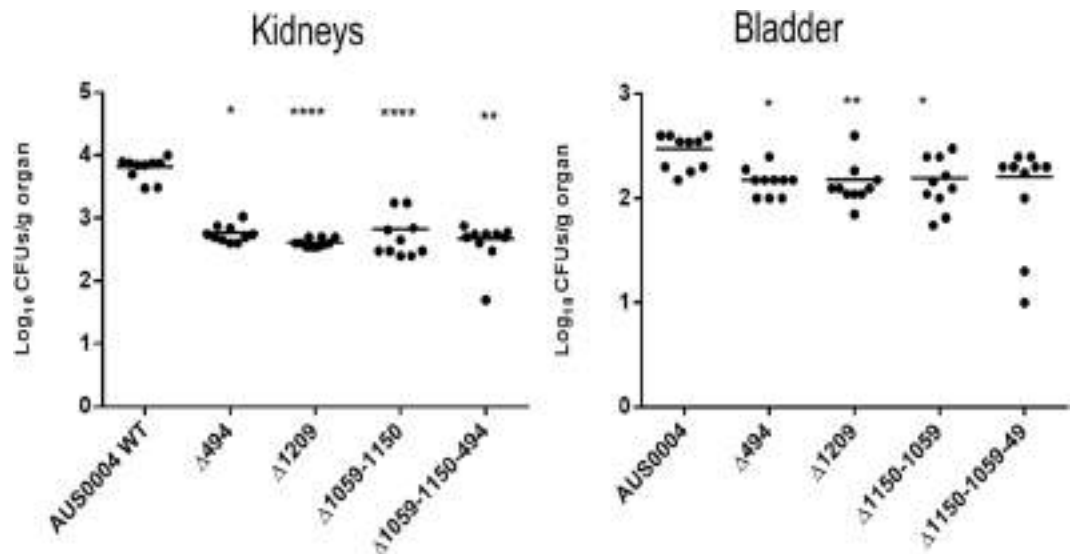 Kidneys
Log10 CFUs/g organ
5
4
3
2
1
0
*
****
****
**
AUS0004 WT
Δ494
Δ1209
Δ1059-1150
Δ1059-1150-494
Bladder
Log10 CFUs/g organ
3
2
1
0
*
**
*
AUS0004
Δ494
Δ1209
Δ1150-1059
Δ1150-1059-49